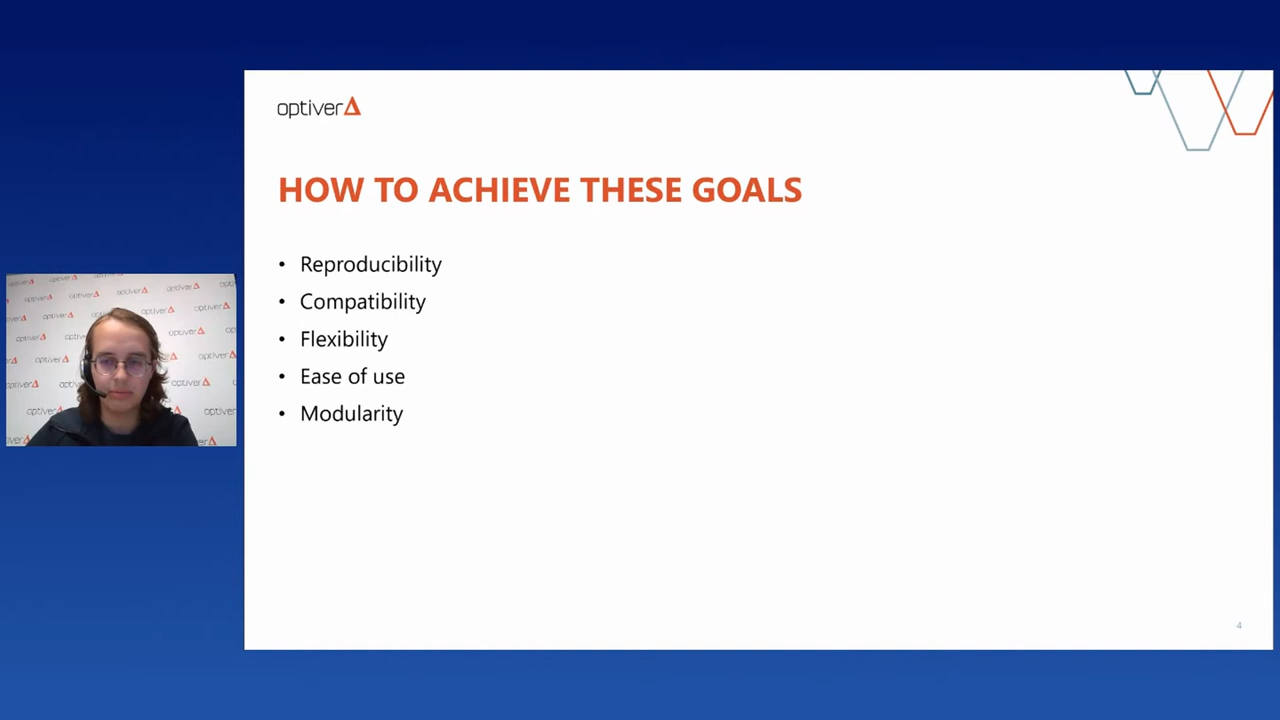 optiver
HOW TO ACHIEVE THESE GOALS
• Reproducibility
• Compatibility
• Flexibility
• Ease of use
• Modularity
4